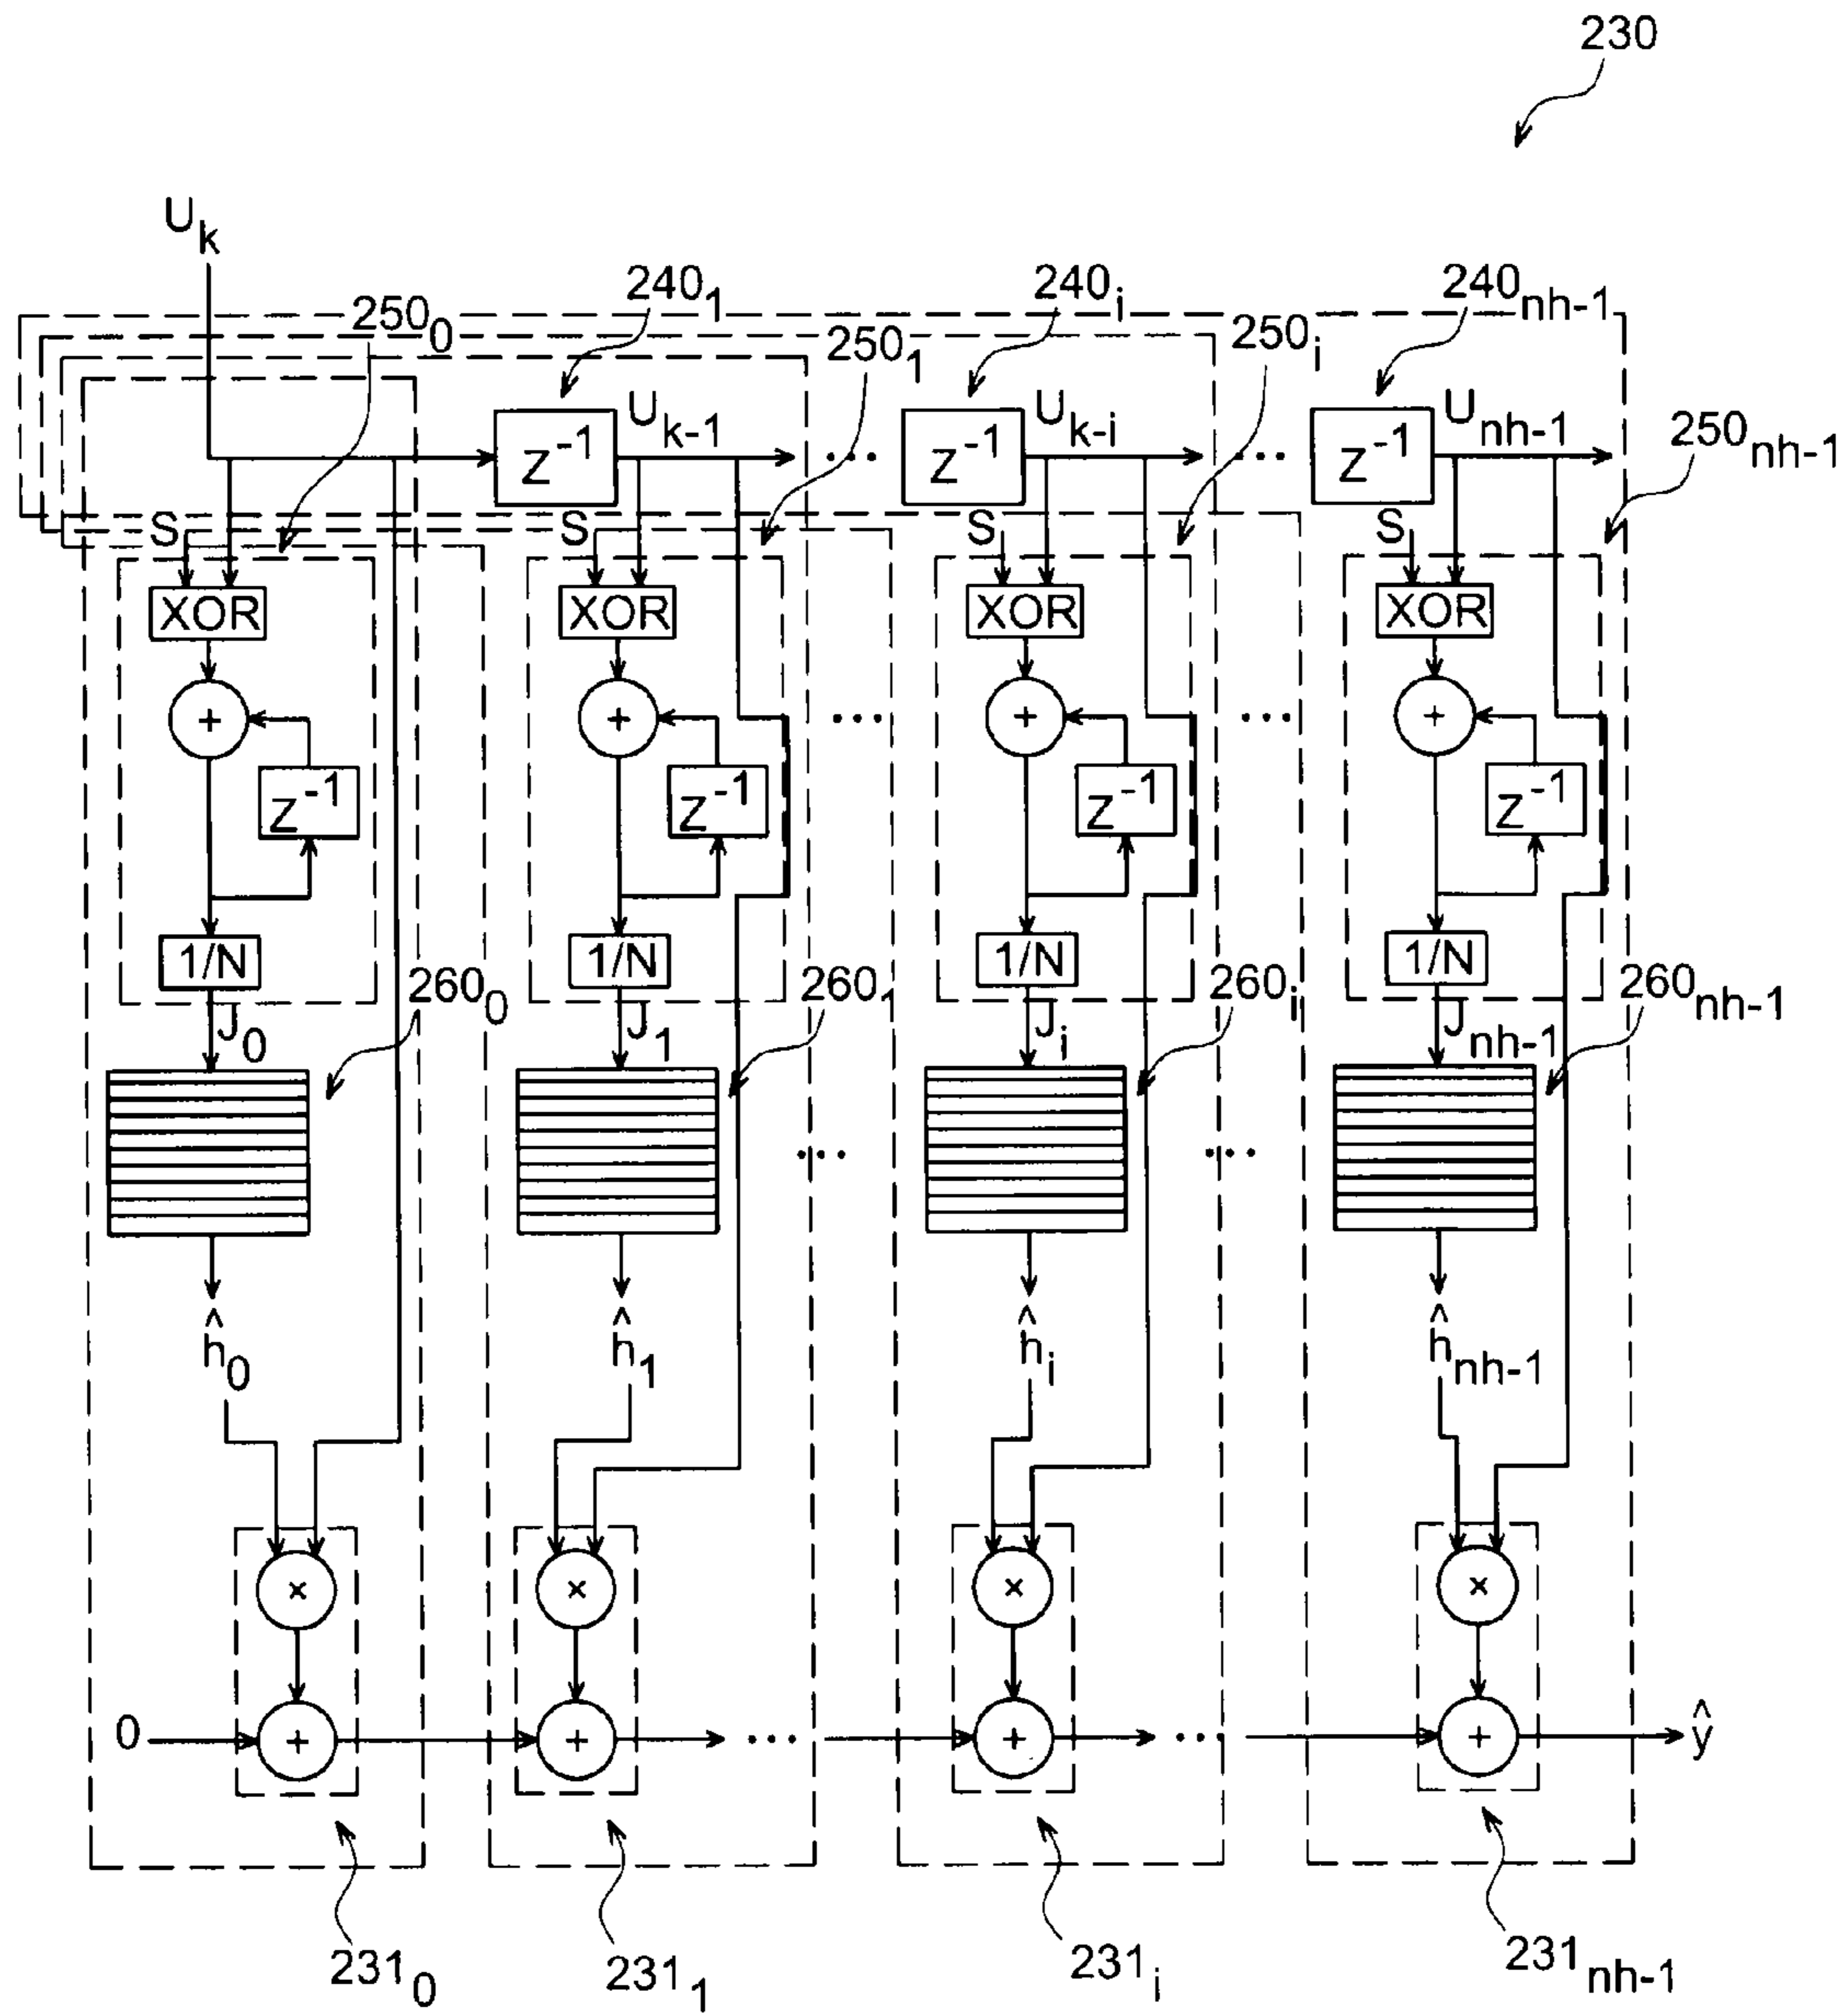 230
U_k
240_1 240_i 240_nh-1
250_0 250_1 250_i
U_k-1 U_k-i U_nh-1
Z^-1 ... Z^-1 ... Z^-1
250_nh-1
S S S S
XOR XOR XOR XOR
+ + ... + ... +
Z^-1 Z^-1 Z^-1 Z^-1
1/N 1/N 1/N 1/N
260_0 260_1 260_i 260_nh-1
J_0 J_1 J_i J_nh-1
... ...
ĥ_0 ĥ_1 ĥ_i ĥ_nh-1
× × × ×
0 + + ... + ... + ŷ
231_0 231_1 231_i 231_nh-1